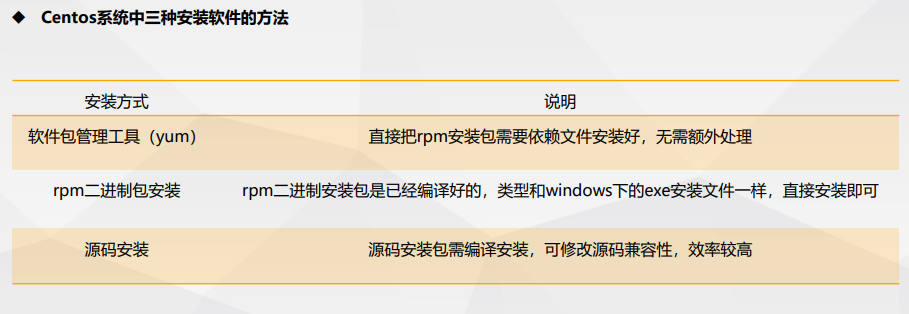 ◆ Centos系统中三种安装软件的方法
安装方式 说明
软件包管理工具（yum） 直接把rpm安装包需要依赖文件安装好，无需额外处理
rpm二进制包安装 rpm二进制安装包是已经编译好的，类型和windows下的exe安装文件一样，直接安装即可
源码安装 源码安装包需编译安装，可修改源码兼容性，效率较高